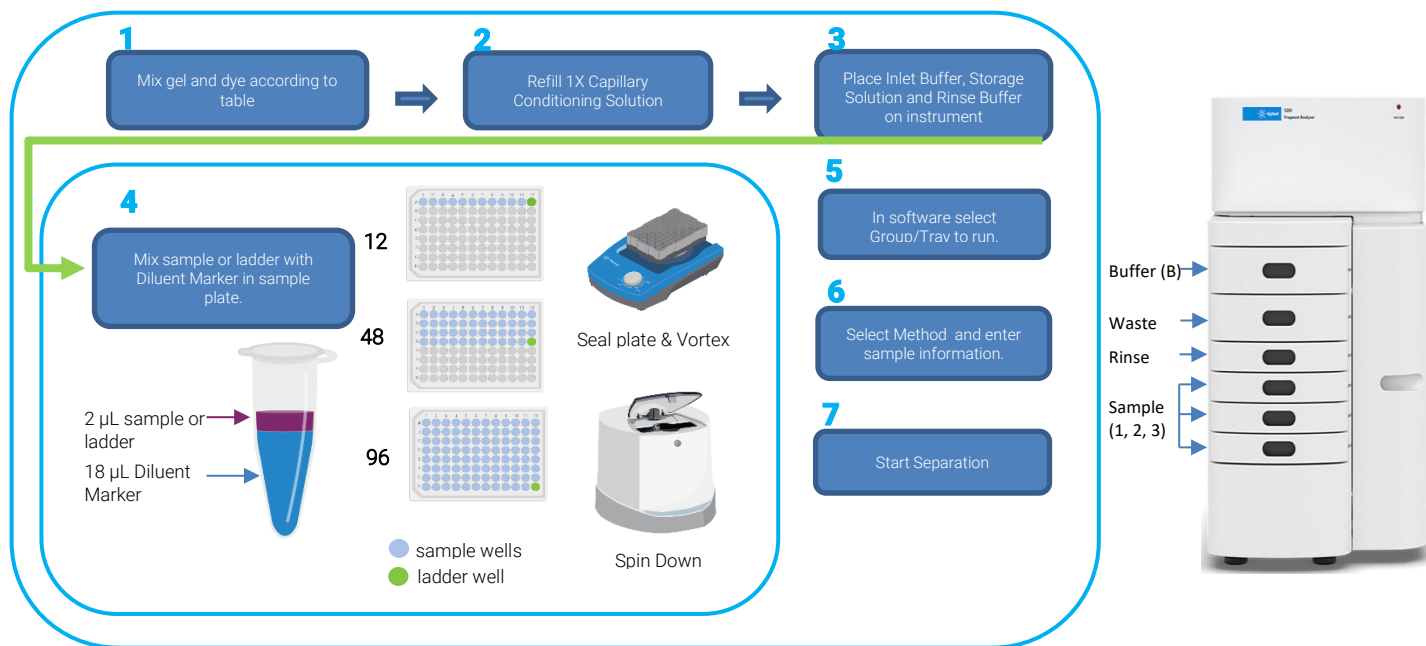 1
Mix gel and dye according to
table
2
Refill 1X Capillary
Conditioning Solution
3
Place Inlet Buffer, Storage
Solution and Rinse Buffer
on instrument
4
Mix sample or ladder with
Diluent Marker in sample
plate.
2 µL sample or
ladder
18 µL Diluent
Marker
12
48
96
sample wells
ladder well
Seal plate & Vortex
Spin Down
5
In software select
Group/Tray to run.
6
Select Method and enter
sample information.
7
Start Separation
Agilent
Fragment Analyzer
Buffer (B)
Waste
Rinse
Sample
(1, 2, 3)